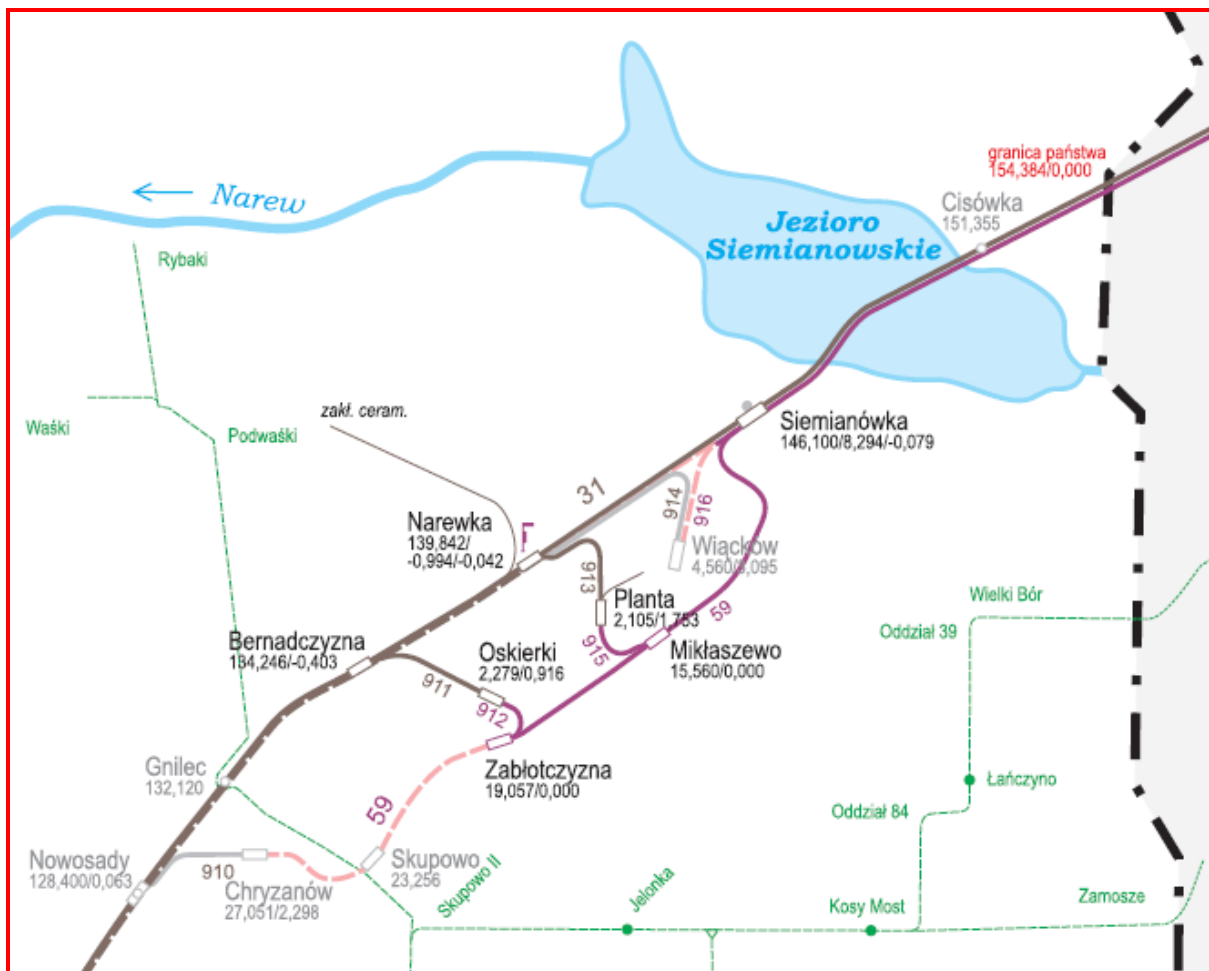 granica państwa
154,384/0,000
Cisówka
151,355
Narew
Jezioro
Siemianowskie
Rybaki
zakł. ceram.
Waśki
Podwaśki
Siemianówka
146,100/8,294/-0,079
31
914
916
Narewka
139,842/
-0,994/-0,042
Wiącków
4,560/3,095
913
Planta
2,105/1,753
59
Wielki Bór
Oddział 39
915
Mikłaszewo
15,560/0,000
Bernadczyzna
134,246/-0,403
Oskierki
2,279/0,916
911
912
Gnilec
132,120
Zabłotczyzna
19,057/0,000
Łańczyno
59
Oddział 84
Nowosady
128,400/0,063
910
Skupowo
23,256
Chryzanów
27,051/2,298
Skupowo II
Jelonka
Kosy Most
Zamosze